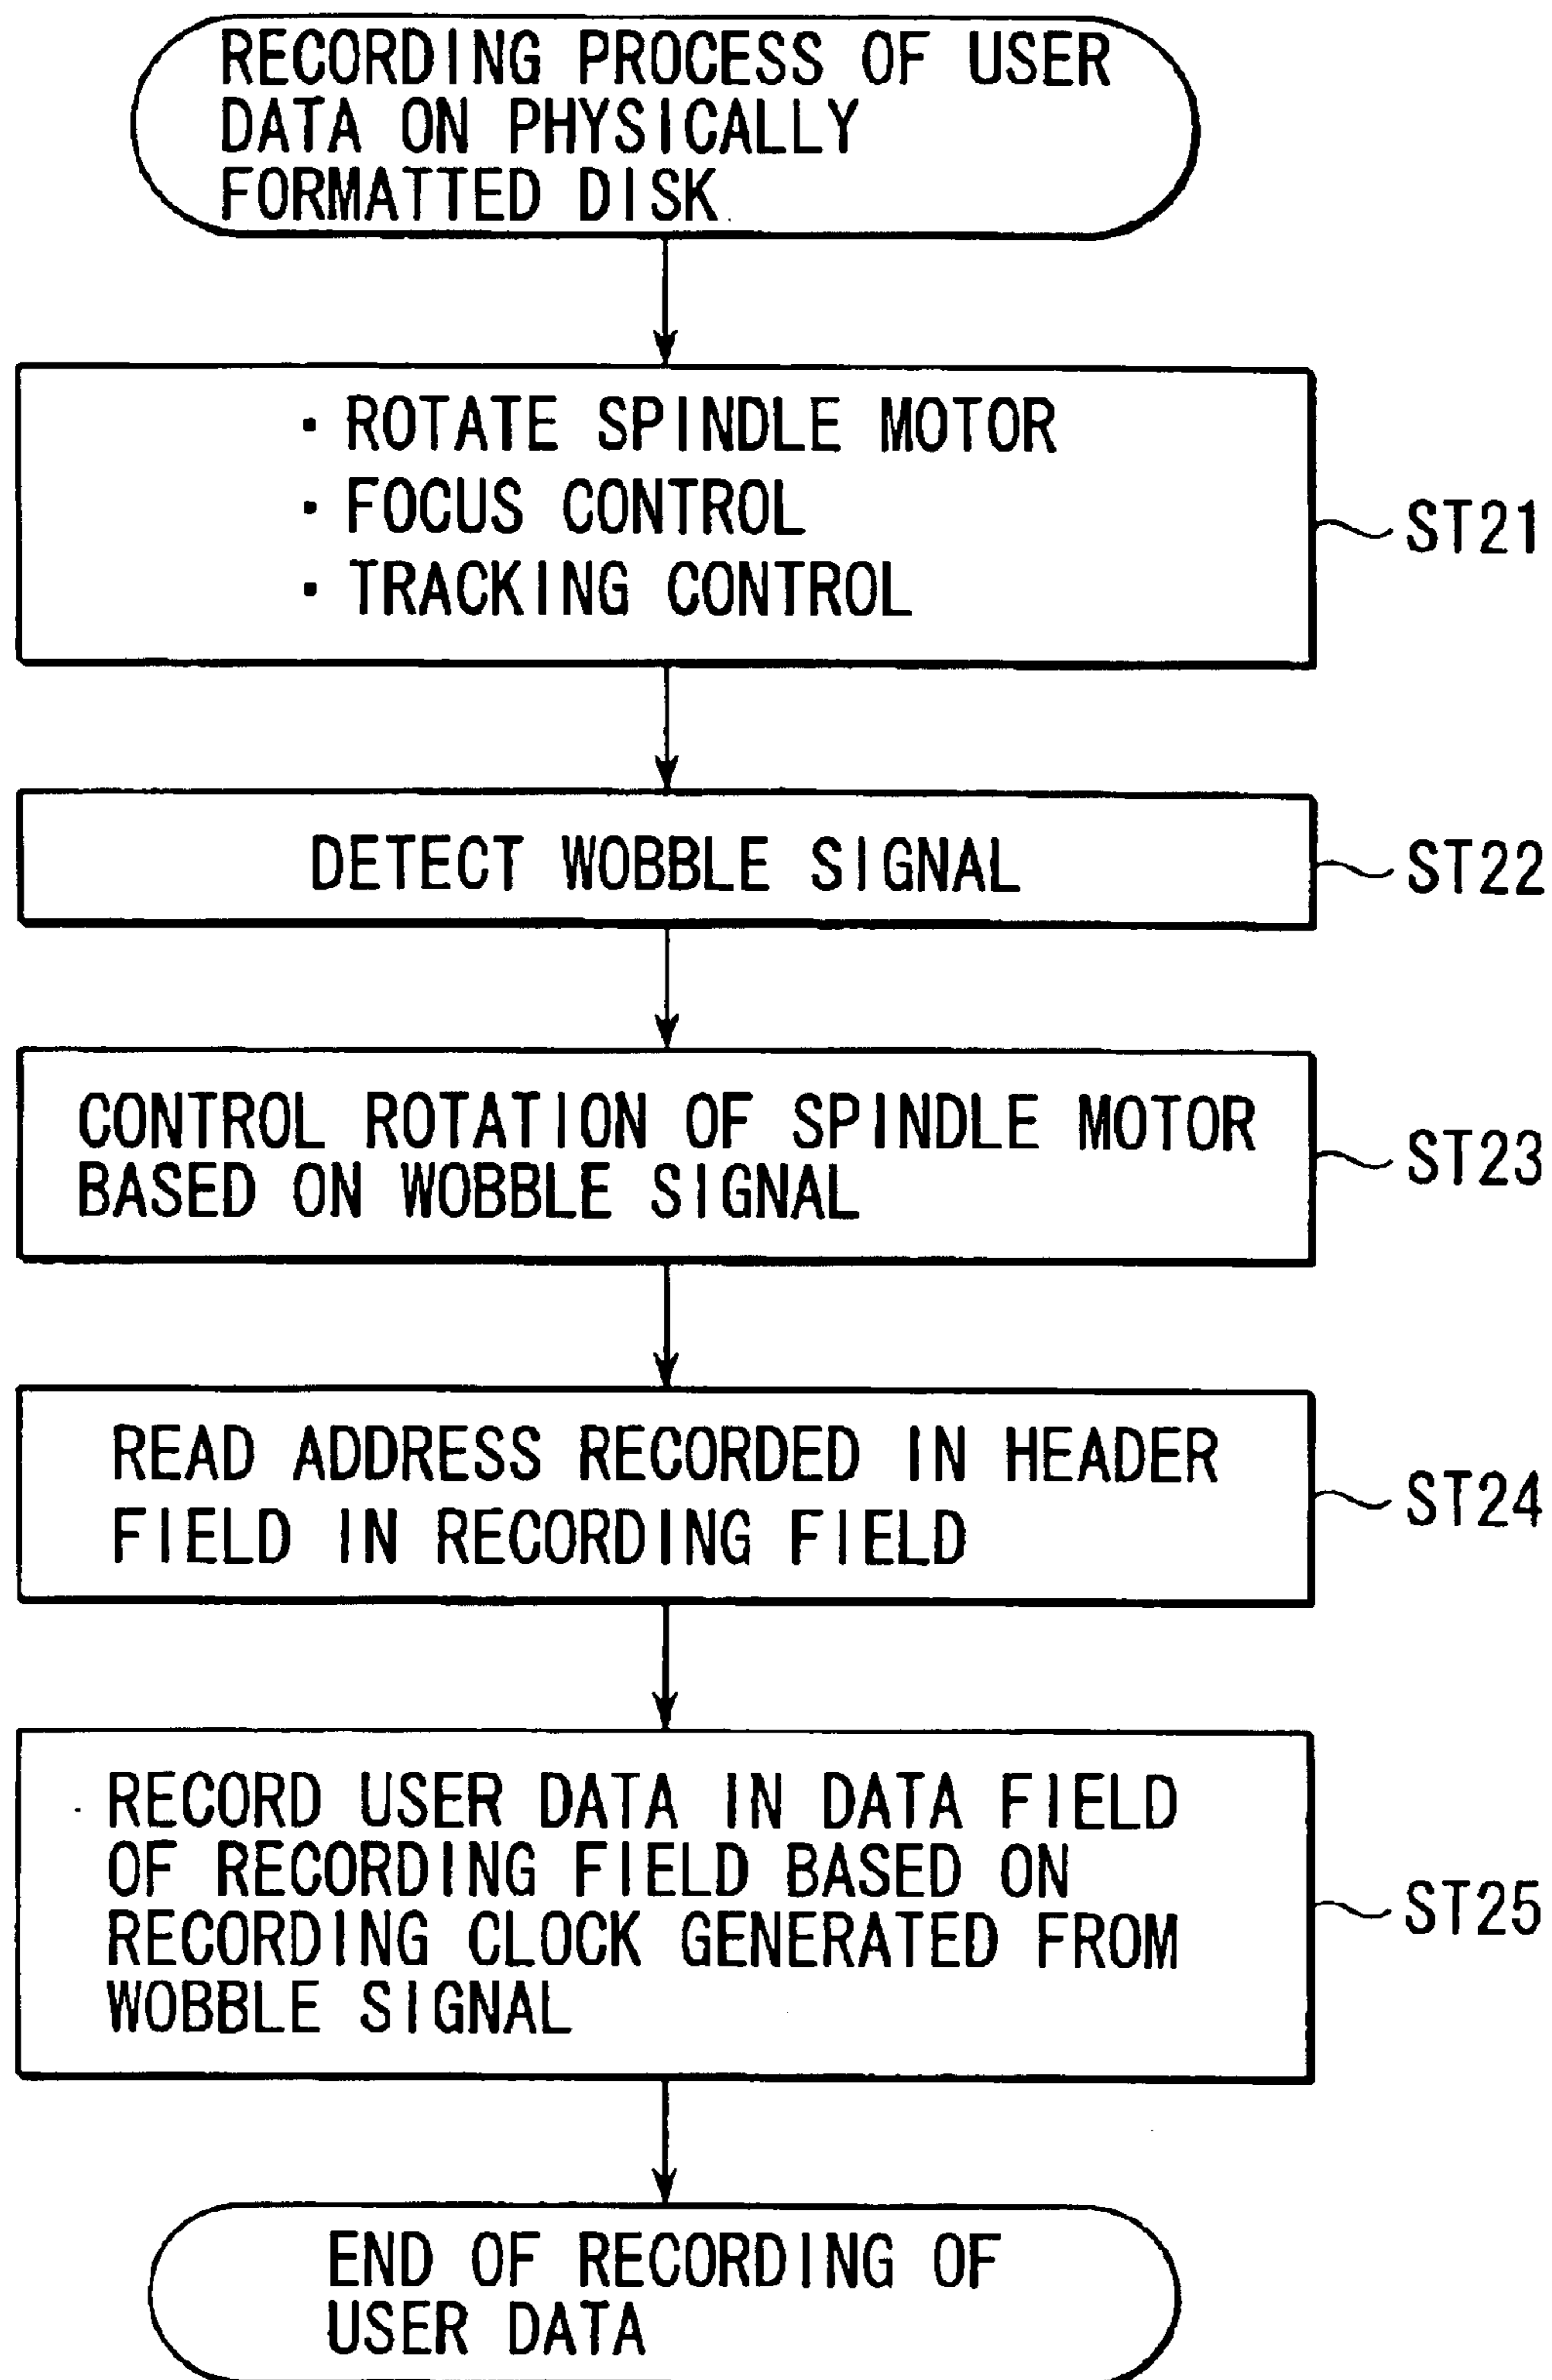 RECORDING PROCESS OF USER
DATA ON PHYSICALLY
FORMATTED DISK
· ROTATE SPINDLE MOTOR
· FOCUS CONTROL
· TRACKING CONTROL
ST21
DETECT WOBBLE SIGNAL
ST22
CONTROL ROTATION OF SPINDLE MOTOR
BASED ON WOBBLE SIGNAL
ST23
READ ADDRESS RECORDED IN HEADER
FIELD IN RECORDING FIELD
ST24
RECORD USER DATA IN DATA FIELD
OF RECORDING FIELD BASED ON
RECORDING CLOCK GENERATED FROM
WOBBLE SIGNAL
ST25
END OF RECORDING OF
USER DATA